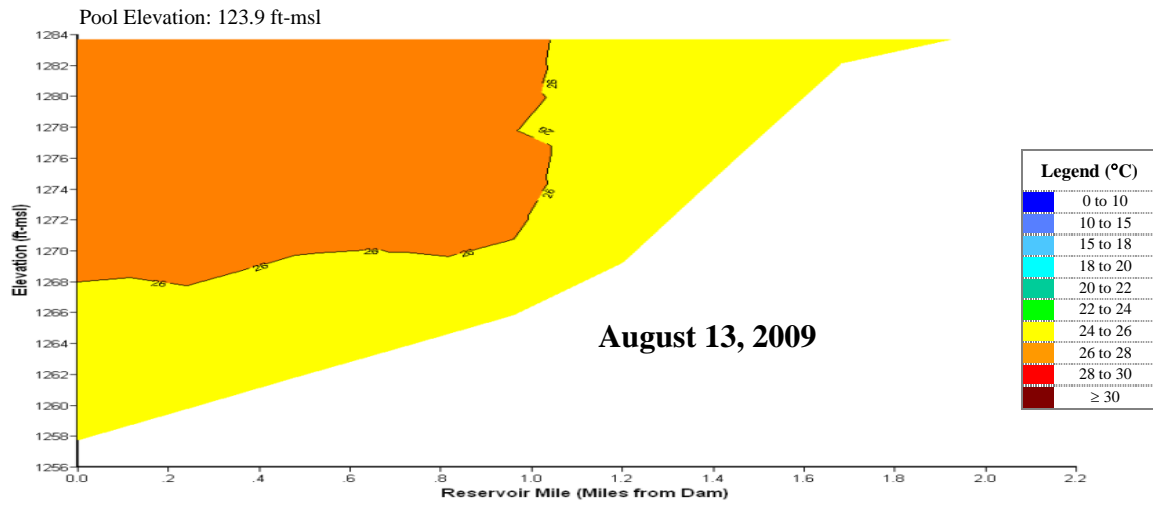 Pool Elevation: 123.9 ft-msl
1284
1282
1280
1278
1276
1274
1272
1270
1268
1266
1264
1262
1260
1258
1256
Elevation (ft-msl)
26
26
26
26
26
26
26
August 13, 2009
0.0 .2 .4 .6 .8 1.0 1.2 1.4 1.6 1.8 2.0 2.2
Reservoir Mile (Miles from Dam)
Legend (°C)
0 to 10
10 to 15
15 to 18
18 to 20
20 to 22
22 to 24
24 to 26
26 to 28
28 to 30
≥ 30